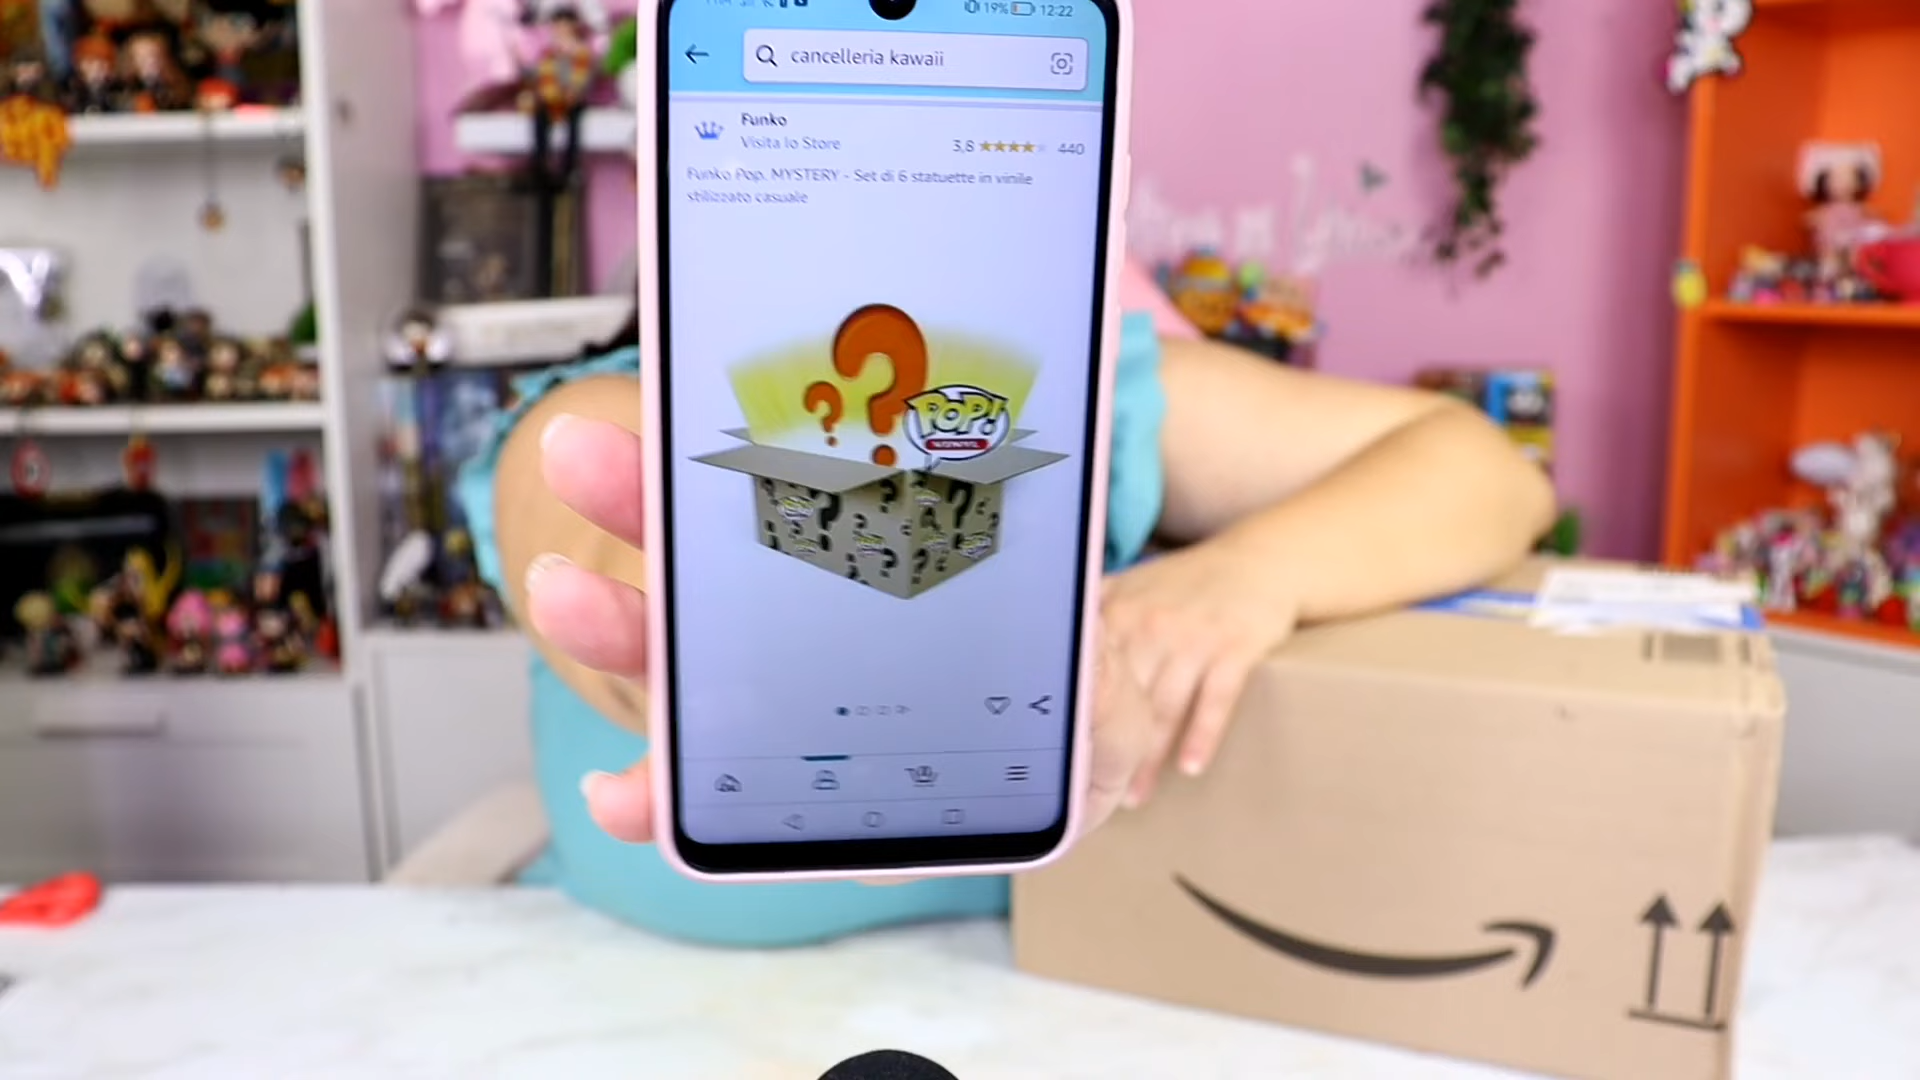 19% 12:22
cancelleria kawaii
Funko
Visita lo Store
3,8 440
Funko Pop. MYSTERY - Set di 6 statuette in vinile
stilizzato casuale
POP!